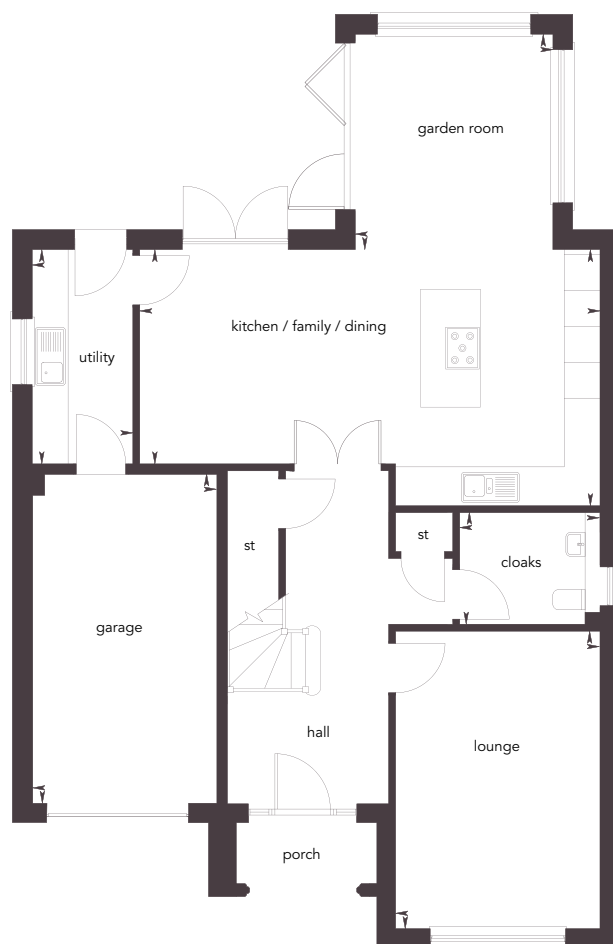 garden room
kitchen / family / dining
utility
st
st
cloaks
garage
hall
lounge
porch